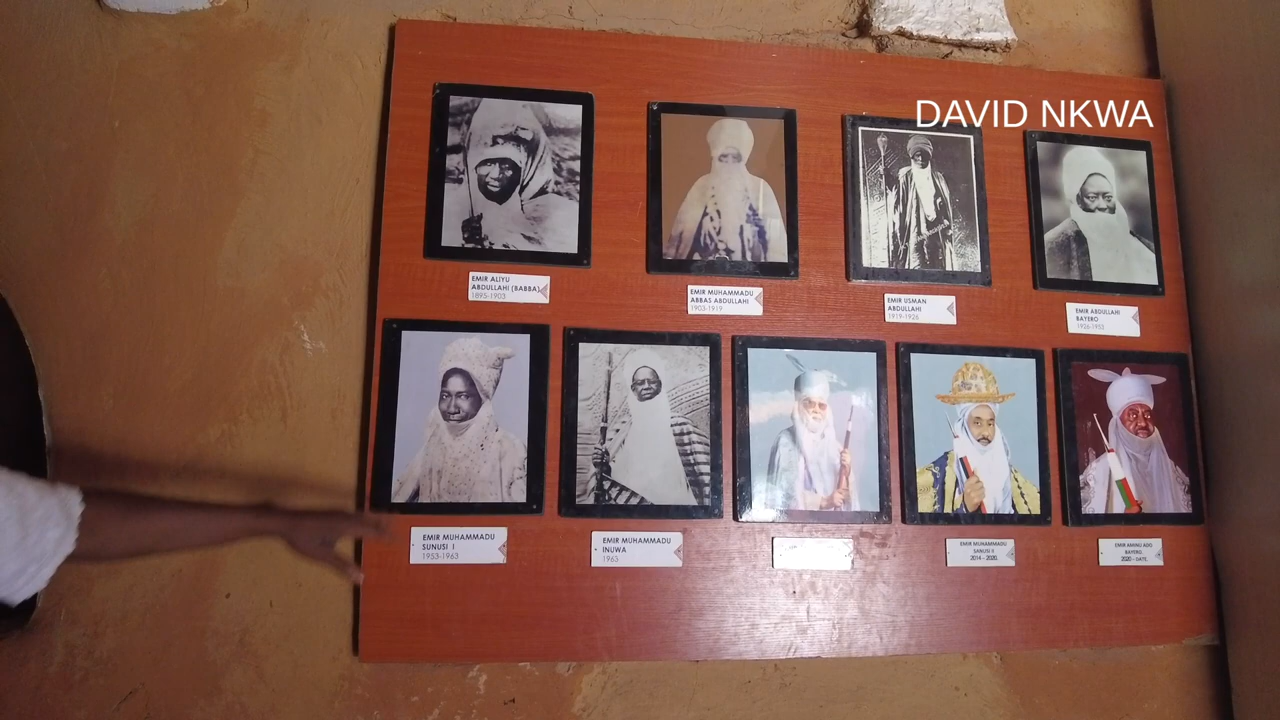 DAVID NKWA
EMIR ALIYU
ABDULLAHI (BABBA)
1895-1903
EMIR MUHAMMADU
ABBAS ABDULLAHI
1903-1919
EMIR USMAN
ABDULLAHI
1919-1926
EMIR ABDULLAHI
BAYERO
1926-1953
EMIR MUHAMMADU
SUNUSI I
1953-1963
EMIR MUHAMMADU
INUWA
1963
EMIR MUHAMMADU
SANUSI II
2014 - 2020.
EMIR AMINO ADO
BAYERO
2020 - DATE.